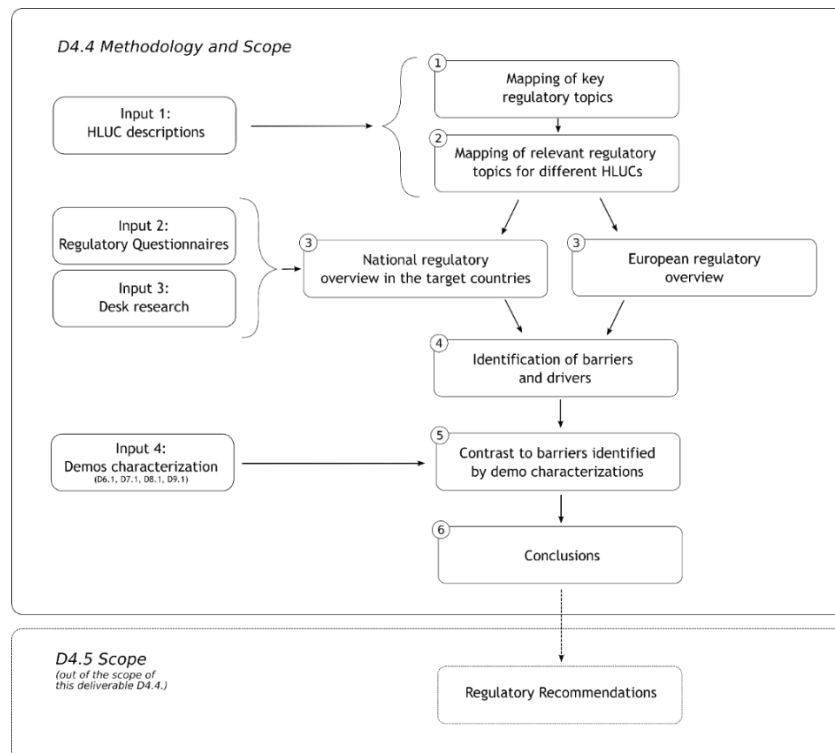 D4.4 Methodology and Scope
1
Mapping of key
regulatory topics
Input 1:
HLUC descriptions
2
Mapping of relevant regulatory
topics for different HLUCs
Input 2:
Regulatory Questionnaires
Input 3:
Desk research
3
National regulatory
overview in the target countries
3
European regulatory
overview
4
Identification of barriers
and drivers
Input 4:
Demos characterization
(D6.1, D7.1, D8.1, D9.1)
5
Contrast to barriers identified
by demo characterizations
6
Conclusions
D4.5 Scope
(out of the scope of
this deliverable D4.4.)
Regulatory Recommendations